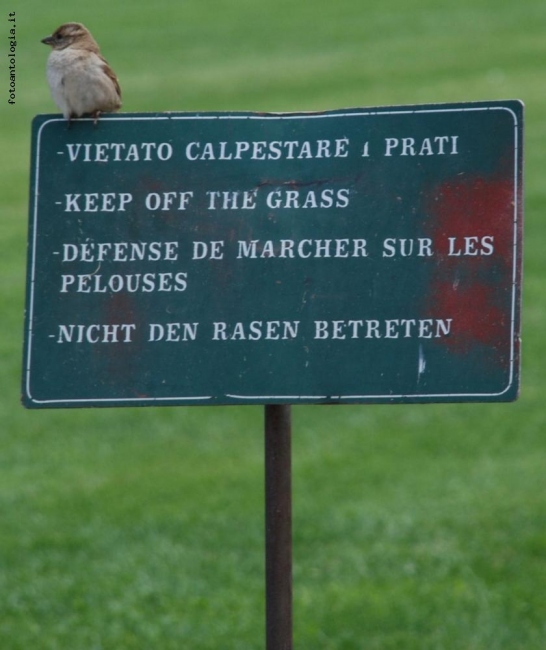 fotoantologia.it
-VIETATO CALPESTARE I PRATI
-KEEP OFF THE GRASS
-DÉFENSE DE MARCHER SUR LES
PELOUSES
-NICHT DEN RASEN BETRETEN